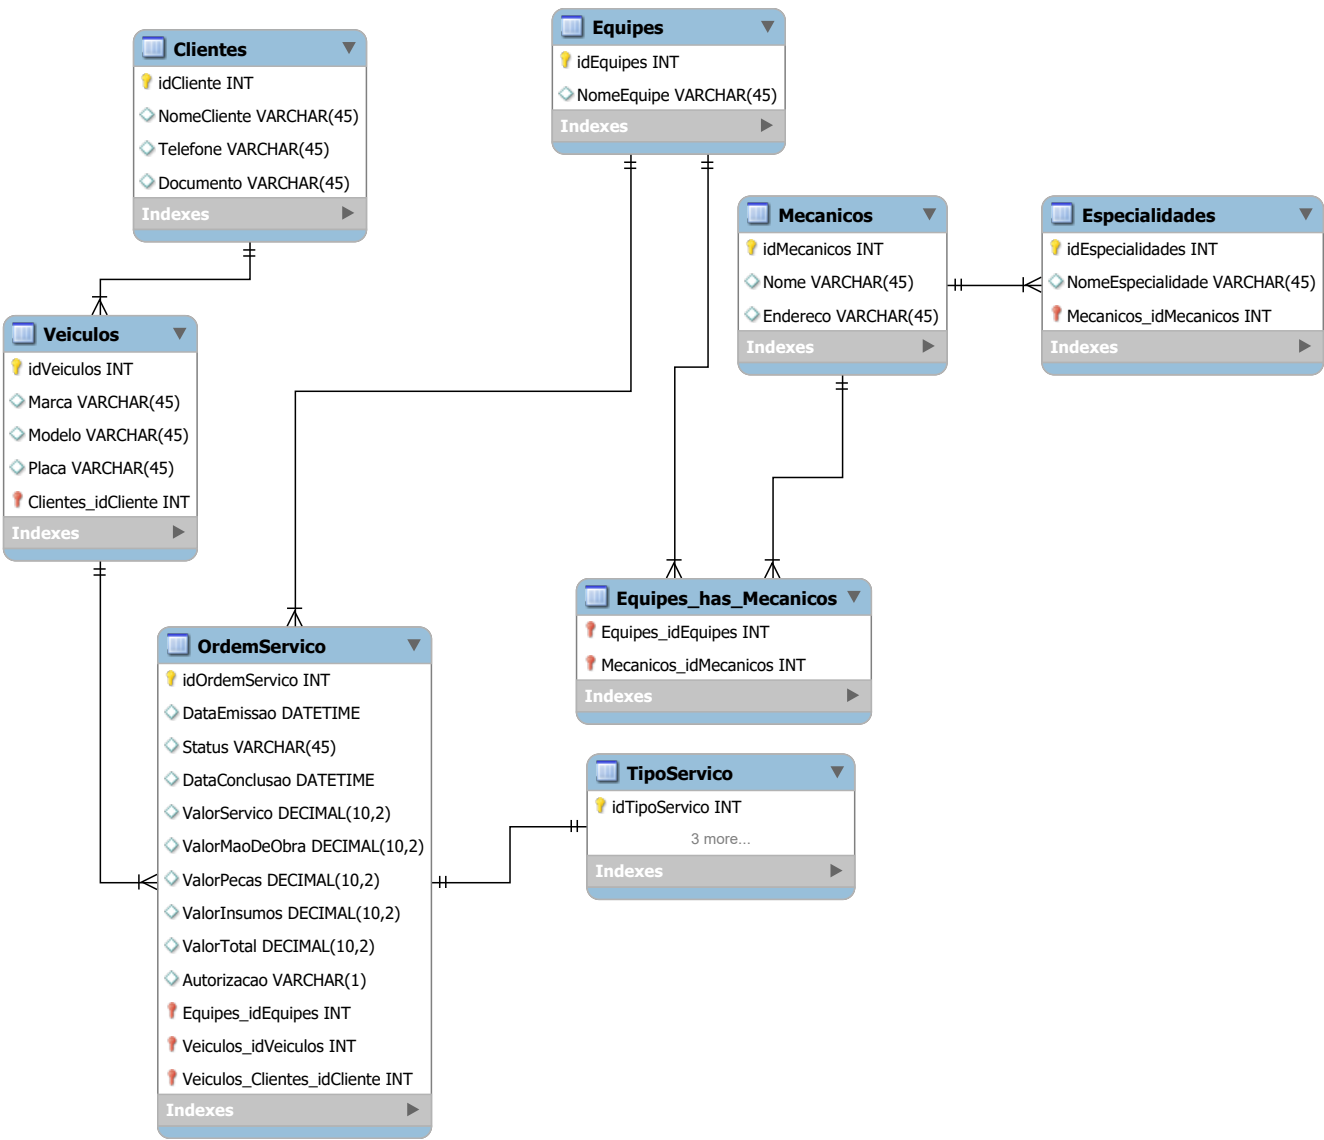 Clientes
idCliente INT
NomeCliente VARCHAR(45)
Telefone VARCHAR(45)
Documento VARCHAR(45)
Indexes
Equipes
idEquipes INT
NomeEquipe VARCHAR(45)
Indexes
Mecanicos
idMecanicos INT
Nome VARCHAR(45)
Endereco VARCHAR(45)
Indexes
Especialidades
idEspecialidades INT
NomeEspecialidade VARCHAR(45)
Mecanicos_idMecanicos INT
Indexes
Veiculos
idVeiculos INT
Marca VARCHAR(45)
Modelo VARCHAR(45)
Placa VARCHAR(45)
Clientes_idCliente INT
Indexes
Equipes_has_Mecanicos
Equipes_idEquipes INT
Mecanicos_idMecanicos INT
Indexes
OrdemServico
idOrdemServico INT
DataEmissao DATETIME
Status VARCHAR(45)
DataConclusao DATETIME
ValorServico DECIMAL(10,2)
ValorMaoDeObra DECIMAL(10,2)
ValorPecas DECIMAL(10,2)
ValorInsumos DECIMAL(10,2)
ValorTotal DECIMAL(10,2)
Autorizacao VARCHAR(1)
Equipes_idEquipes INT
Veiculos_idVeiculos INT
Veiculos_Clientes_idCliente INT
Indexes
TipoServico
idTipoServico INT
3 more...
Indexes